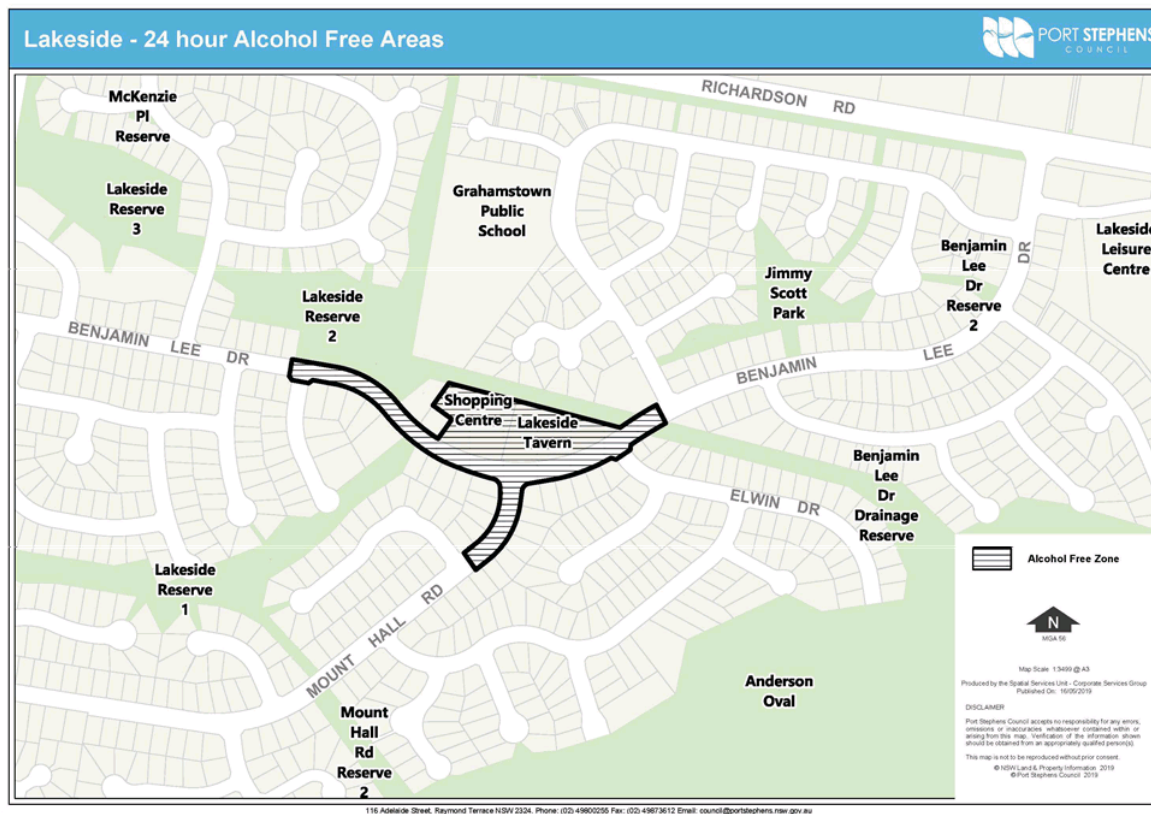 Lakeside - 24 hour Alcohol Free Areas
PORT STEPHENS
COUNCIL
McKenzie
Pl
Reserve
RICHARDSON RD
Lakeside
Reserve
3
Grahamstown
Public
School
Lakeside
Leisure
Centre
Benjamin
Lee
Dr
Reserve
2
DR
Jimmy
Scott
Park
Lakeside
Reserve
2
BENJAMIN LEE DR
BENJAMIN LEE
Shopping
Centre
Lakeside
Tavern
Benjamin
Lee
Dr
Drainage
Reserve
ELWIN DR
Lakeside
Reserve
1
MOUNT HALL RD
Anderson
Oval
Mount
Hall
Rd
Reserve
2
Alcohol Free Zone
N
MGA 56
Map Scale 1:3499 @ A3
Produced by the Spatial Services Unit - Corporate Services Group
Published On: 16/05/2019
DISCLAIMER
Port Stephens Council accepts no responsibility for any errors,
omissions or inaccuracies whatsoever contained within or
arising from this map. Verification of the information shown
should be obtained from an appropriately qualified person(s).
This map is not to be reproduced without prior consent.
© NSW Land & Property Information 2019
© Port Stephens Council 2019
116 Adelaide Street, Raymond Terrace NSW 2324. Phone: (02) 49800255 Fax: (02) 49873612 Email: council@portstephens.nsw.gov.au